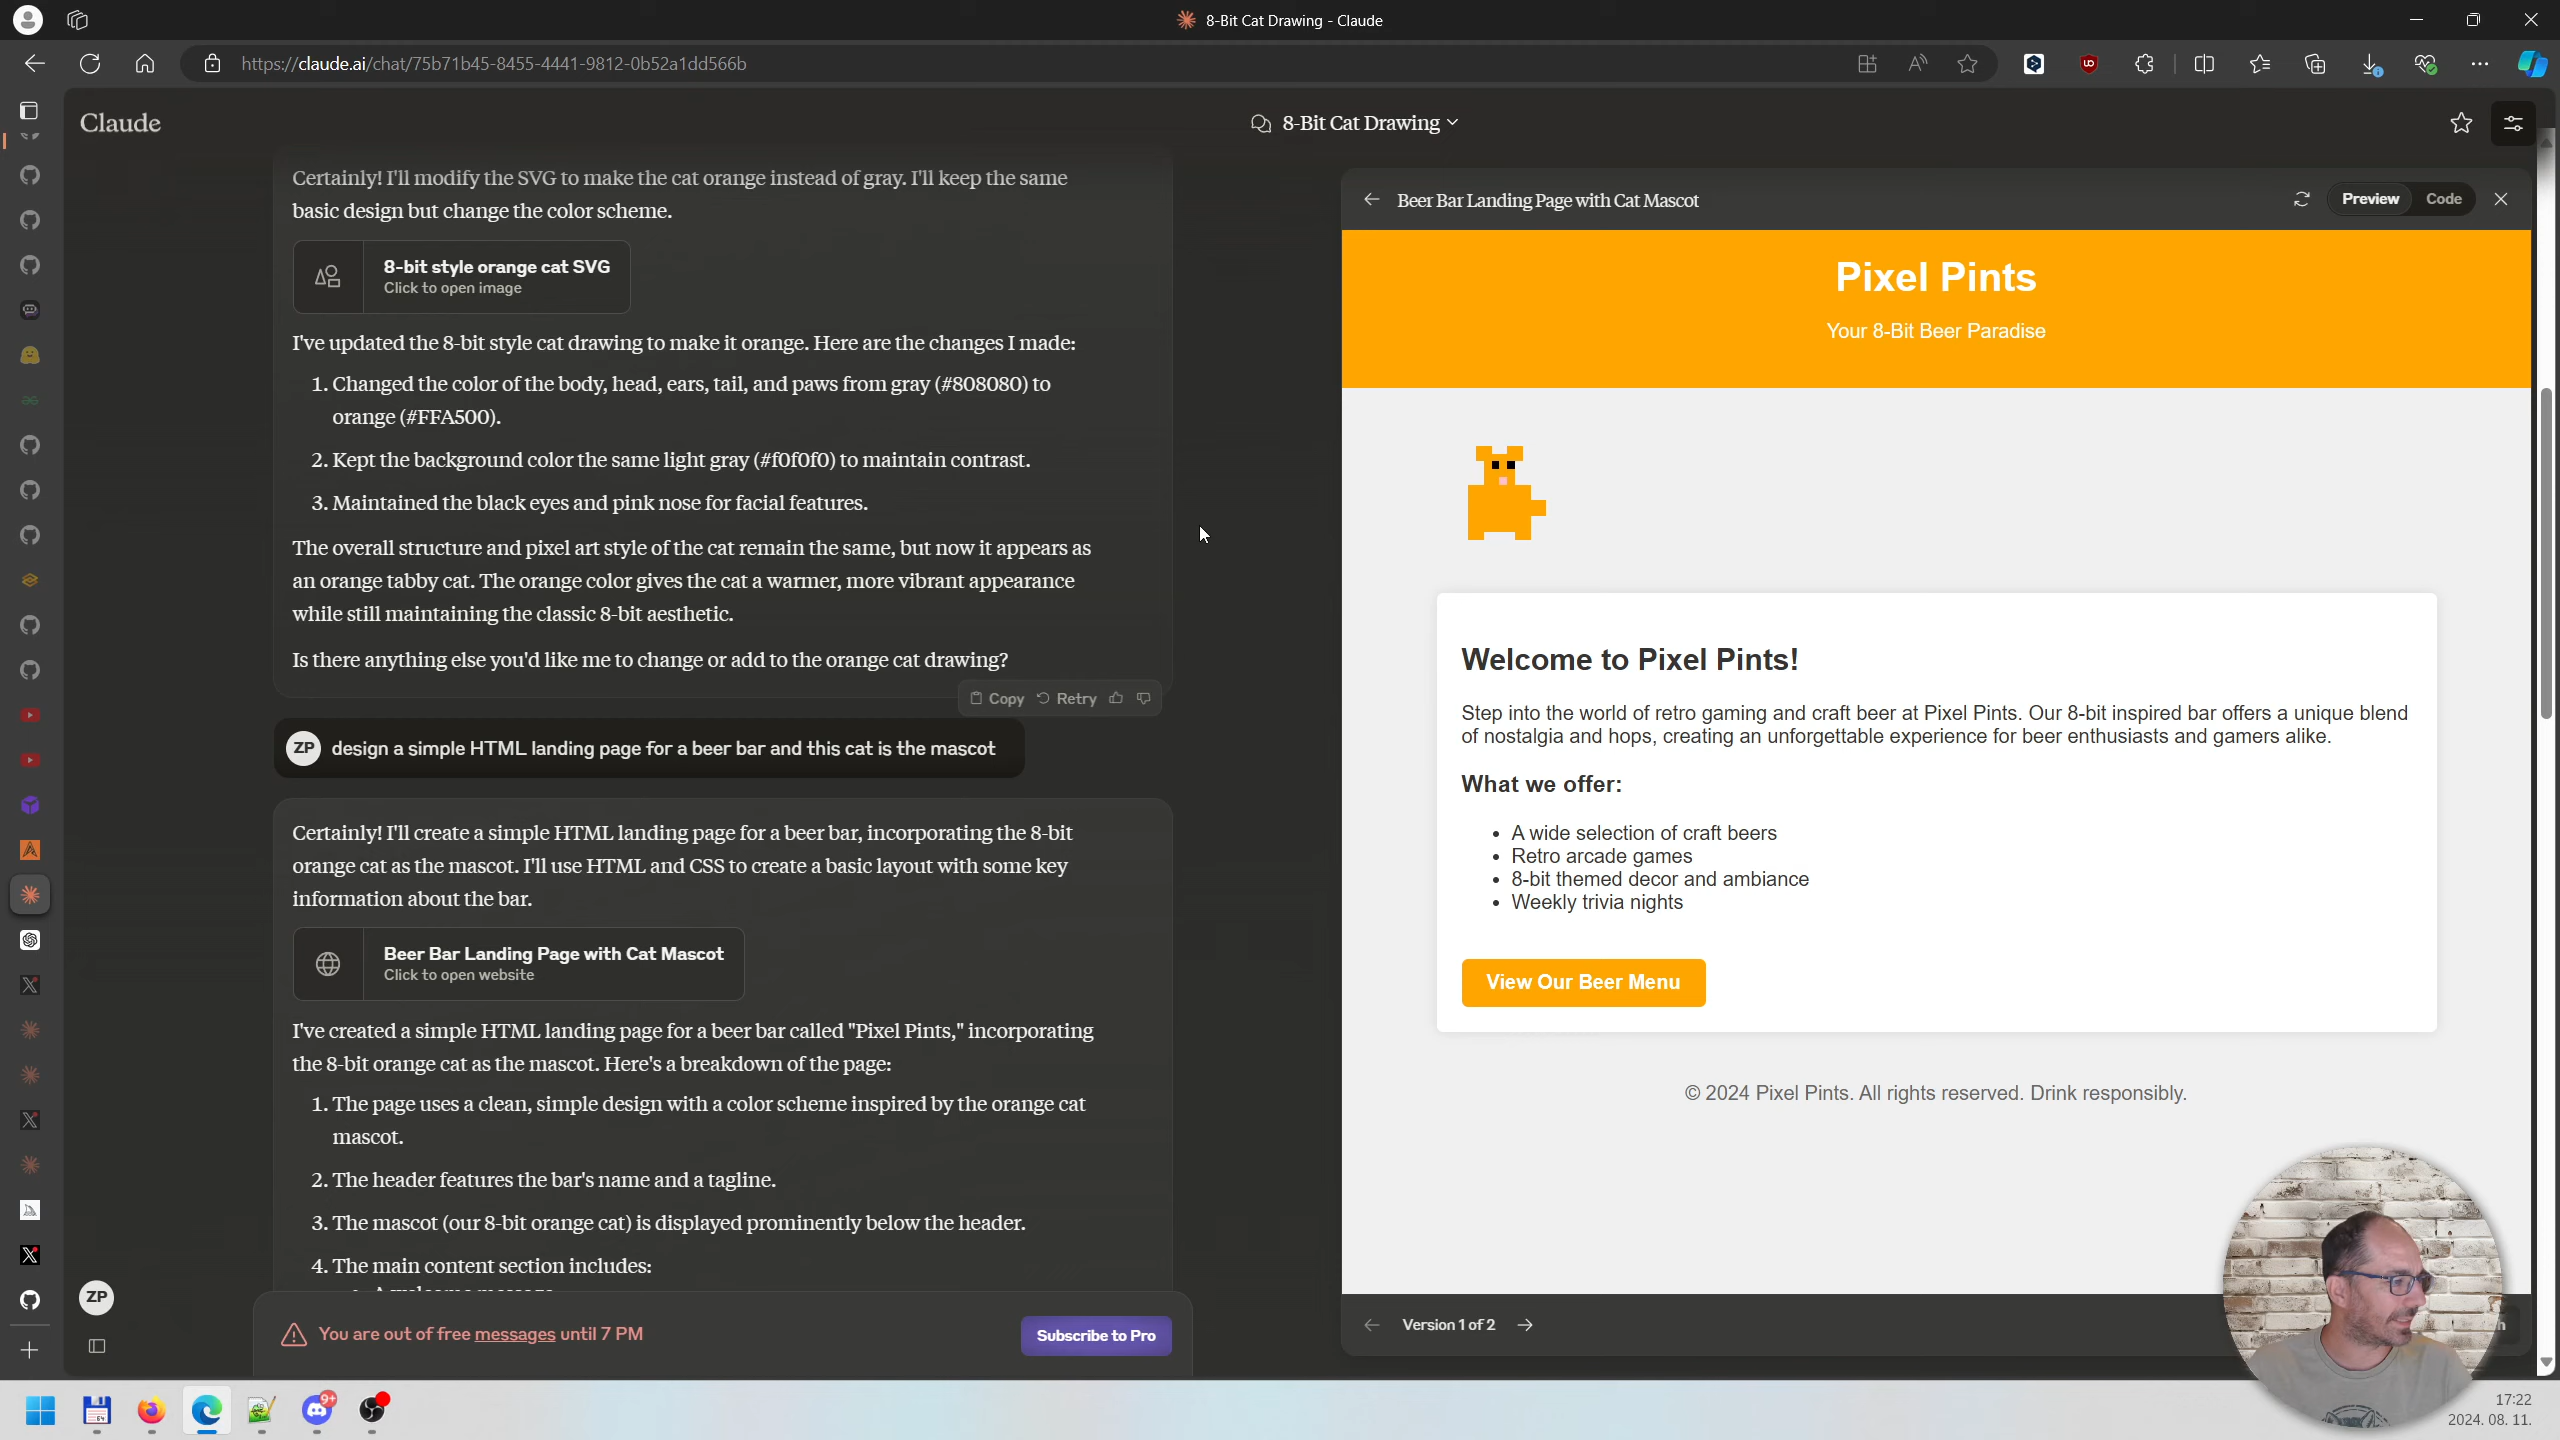 8-Bit Cat Drawing - Claude
https://claude.ai/chat/75b71b45-8455-4441-9812-0b52a1dd566b
Claude
8-Bit Cat Drawing
Certainly! I'll modify the SVG to make the cat orange instead of gray. I'll keep the same
basic design but change the color scheme.
8-bit style orange cat SVG
Click to open image
I've updated the 8-bit style cat drawing to make it orange. Here are the changes I made:
1. Changed the color of the body, head, ears, tail, and paws from gray (#808080) to
orange (#FFA500).
2. Kept the background color the same light gray (#f0f0f0) to maintain contrast.
3. Maintained the black eyes and pink nose for facial features.
The overall structure and pixel art style of the cat remain the same, but now it appears as
an orange tabby cat. The orange color gives the cat a warmer, more vibrant appearance
while still maintaining the classic 8-bit aesthetic.
Is there anything else you'd like me to change or add to the orange cat drawing?
Copy Retry
ZP design a simple HTML landing page for a beer bar and this cat is the mascot
Certainly! I'll create a simple HTML landing page for a beer bar, incorporating the 8-bit
orange cat as the mascot. I'll use HTML and CSS to create a basic layout with some key
information about the bar.
Beer Bar Landing Page with Cat Mascot
Click to open website
I've created a simple HTML landing page for a beer bar called "Pixel Pints," incorporating
the 8-bit orange cat as the mascot. Here's a breakdown of the page:
1. The page uses a clean, simple design with a color scheme inspired by the orange cat
mascot.
2. The header features the bar's name and a tagline.
3. The mascot (our 8-bit orange cat) is displayed prominently below the header.
4. The main content section includes:
ZP
You are out of free messages until 7 PM
Subscribe to Pro
Beer Bar Landing Page with Cat Mascot
Preview Code
Pixel Pints
Your 8-Bit Beer Paradise
Welcome to Pixel Pints!
Step into the world of retro gaming and craft beer at Pixel Pints. Our 8-bit inspired bar offers a unique blend
of nostalgia and hops, creating an unforgettable experience for beer enthusiasts and gamers alike.
What we offer:
• A wide selection of craft beers
• Retro arcade games
• 8-bit themed decor and ambiance
• Weekly trivia nights
View Our Beer Menu
© 2024 Pixel Pints. All rights reserved. Drink responsibly.
Version 1 of 2
9+
17:22
2024. 08. 11.